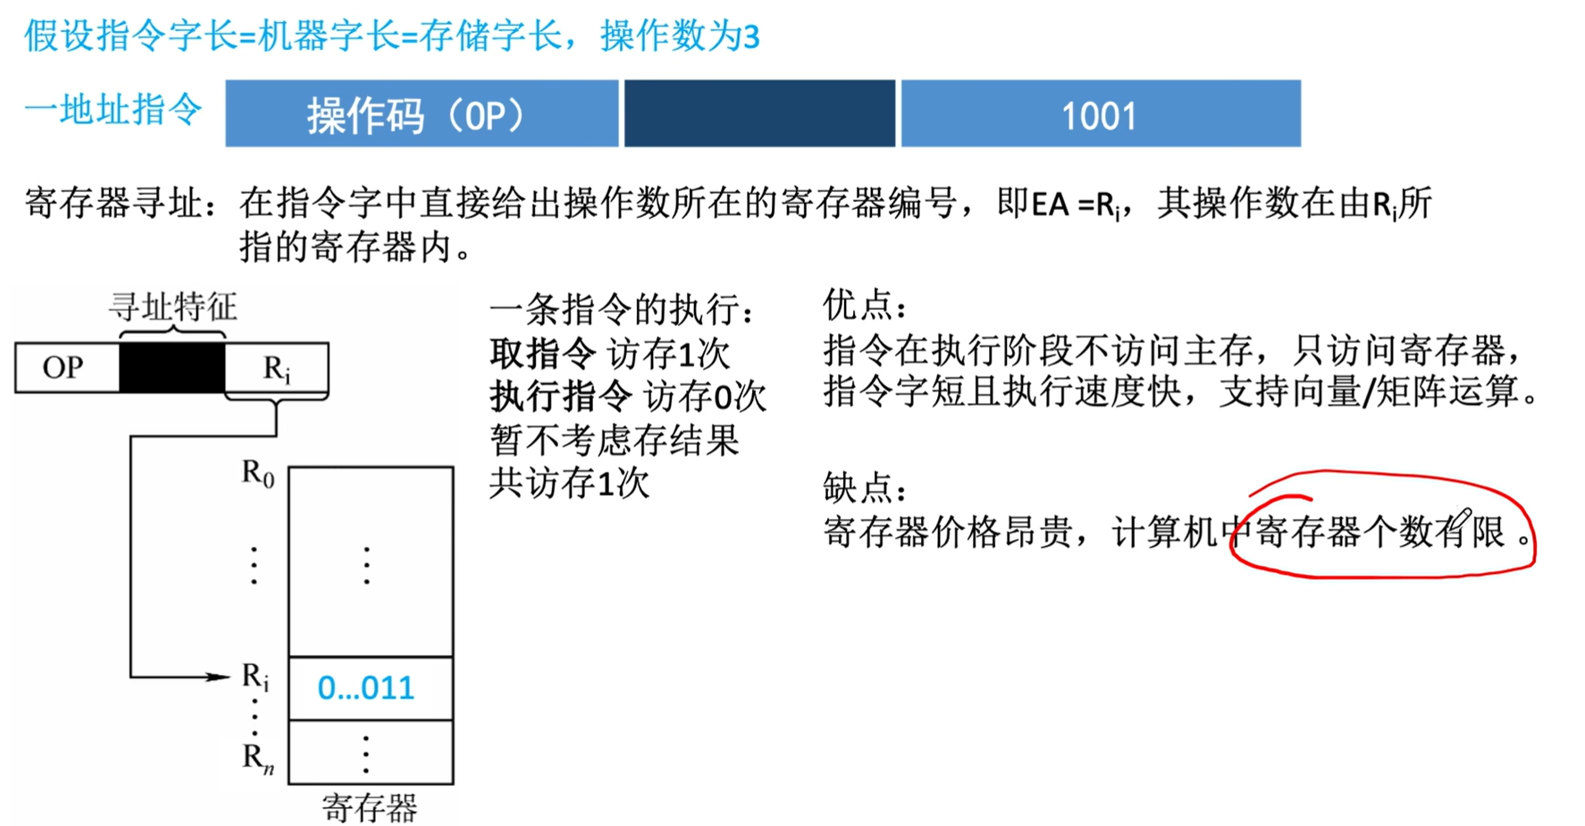 假设指令字长=机器字长=存储字长，操作数为3
一地址指令
操作码（OP）
1001
寄存器寻址：在指令字中直接给出操作数所在的寄存器编号，即EA =Ri，其操作数在由Ri所
指的寄存器内。
寻址特征
OP
Ri
R0
⋮
⋮
Ri
0...011
⋮
Rn
⋮
寄存器
一条指令的执行：
取指令 访存1次
执行指令 访存0次
暂不考虑存结果
共访存1次
优点：
指令在执行阶段不访问主存，只访问寄存器，
指令字短且执行速度快，支持向量/矩阵运算。
缺点：
寄存器价格昂贵，计算机中寄存器个数有限。